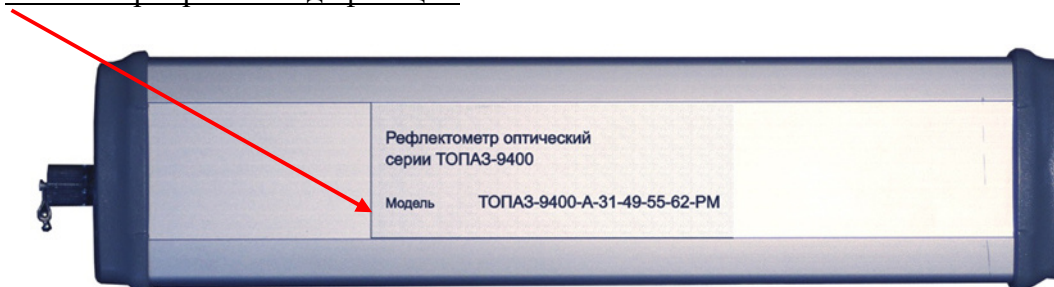 Рефлектометр оптический
серии ТОПАЗ-9400
Модель ТОПАЗ-9400-А-31-49-55-62-РМ